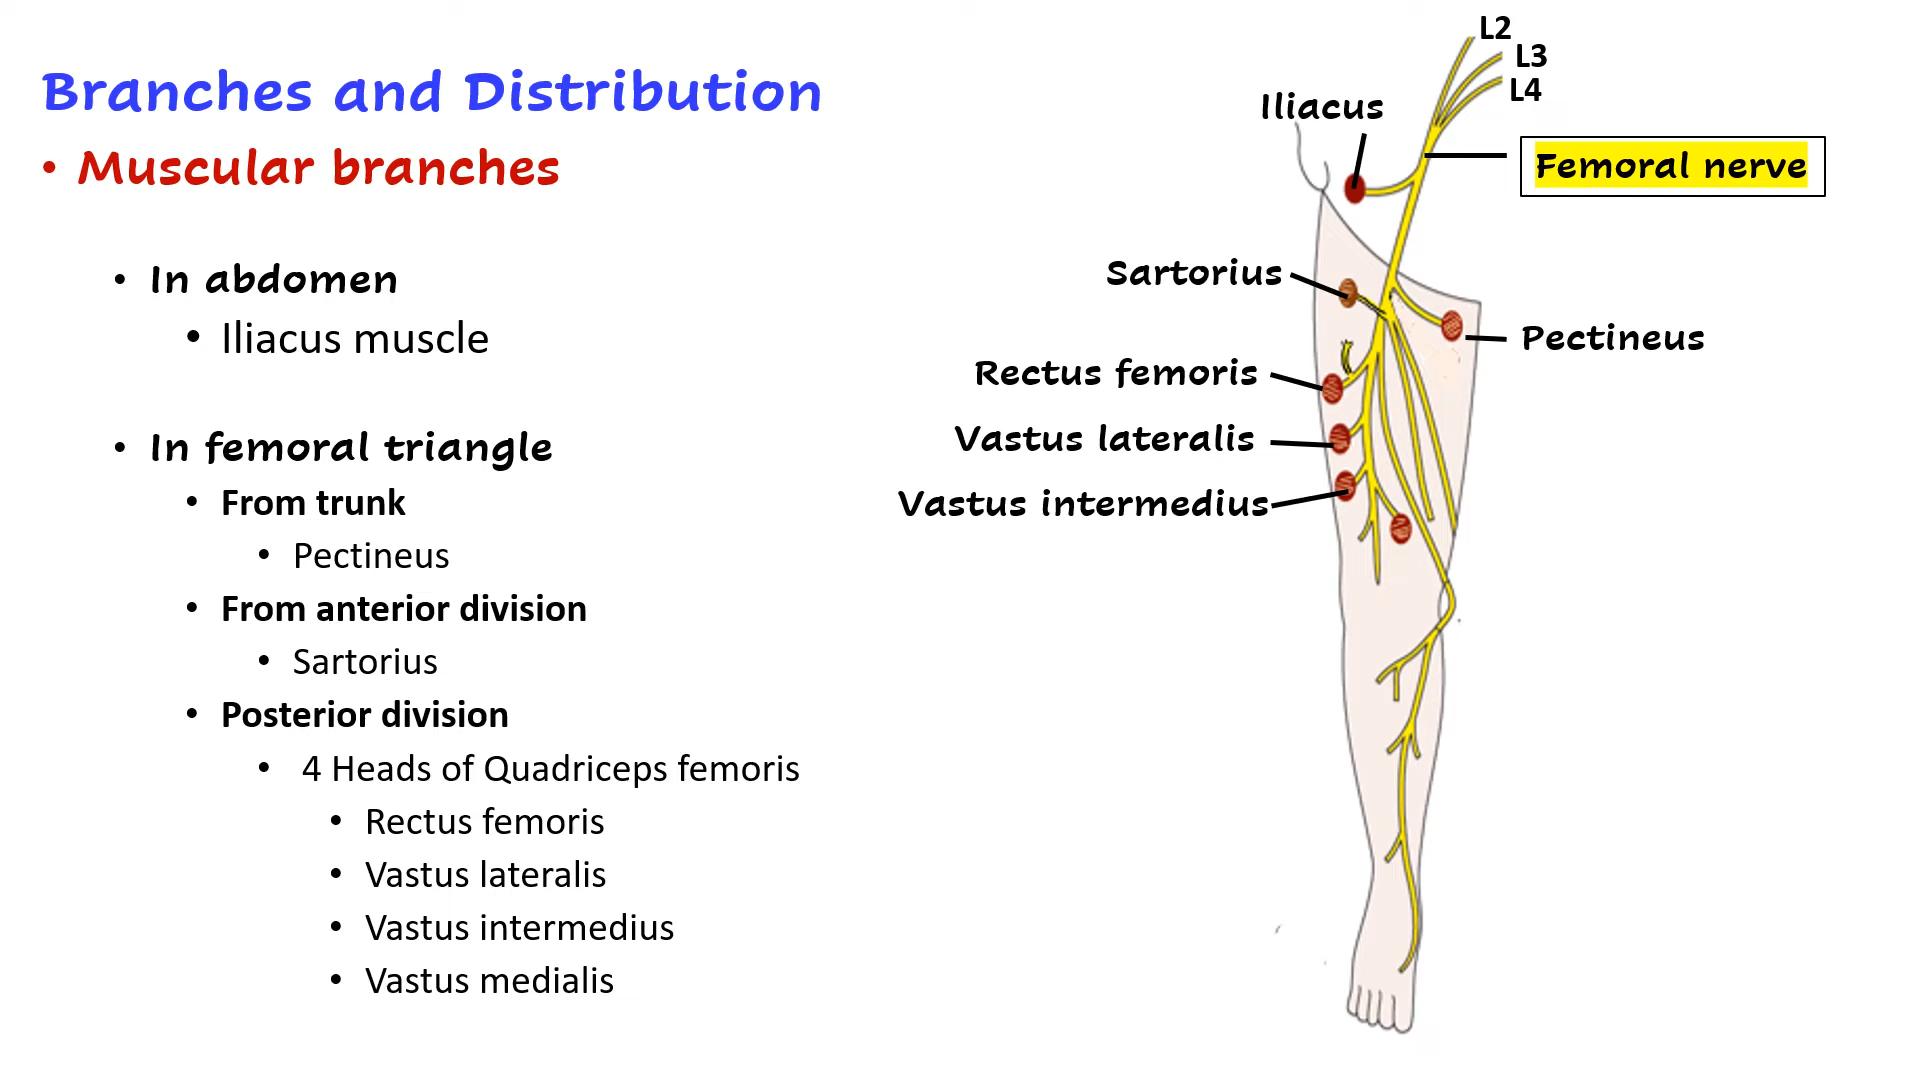 Branches and Distribution
• Muscular branches
• In abdomen
• Iliacus muscle
• In femoral triangle
• From trunk
• Pectineus
• From anterior division
• Sartorius
• Posterior division
• 4 Heads of Quadriceps femoris
• Rectus femoris
• Vastus lateralis
• Vastus intermedius
• Vastus medialis
L2
L3
L4
Iliacus
Femoral nerve
Sartorius
Pectineus
Rectus femoris
Vastus lateralis
Vastus intermedius